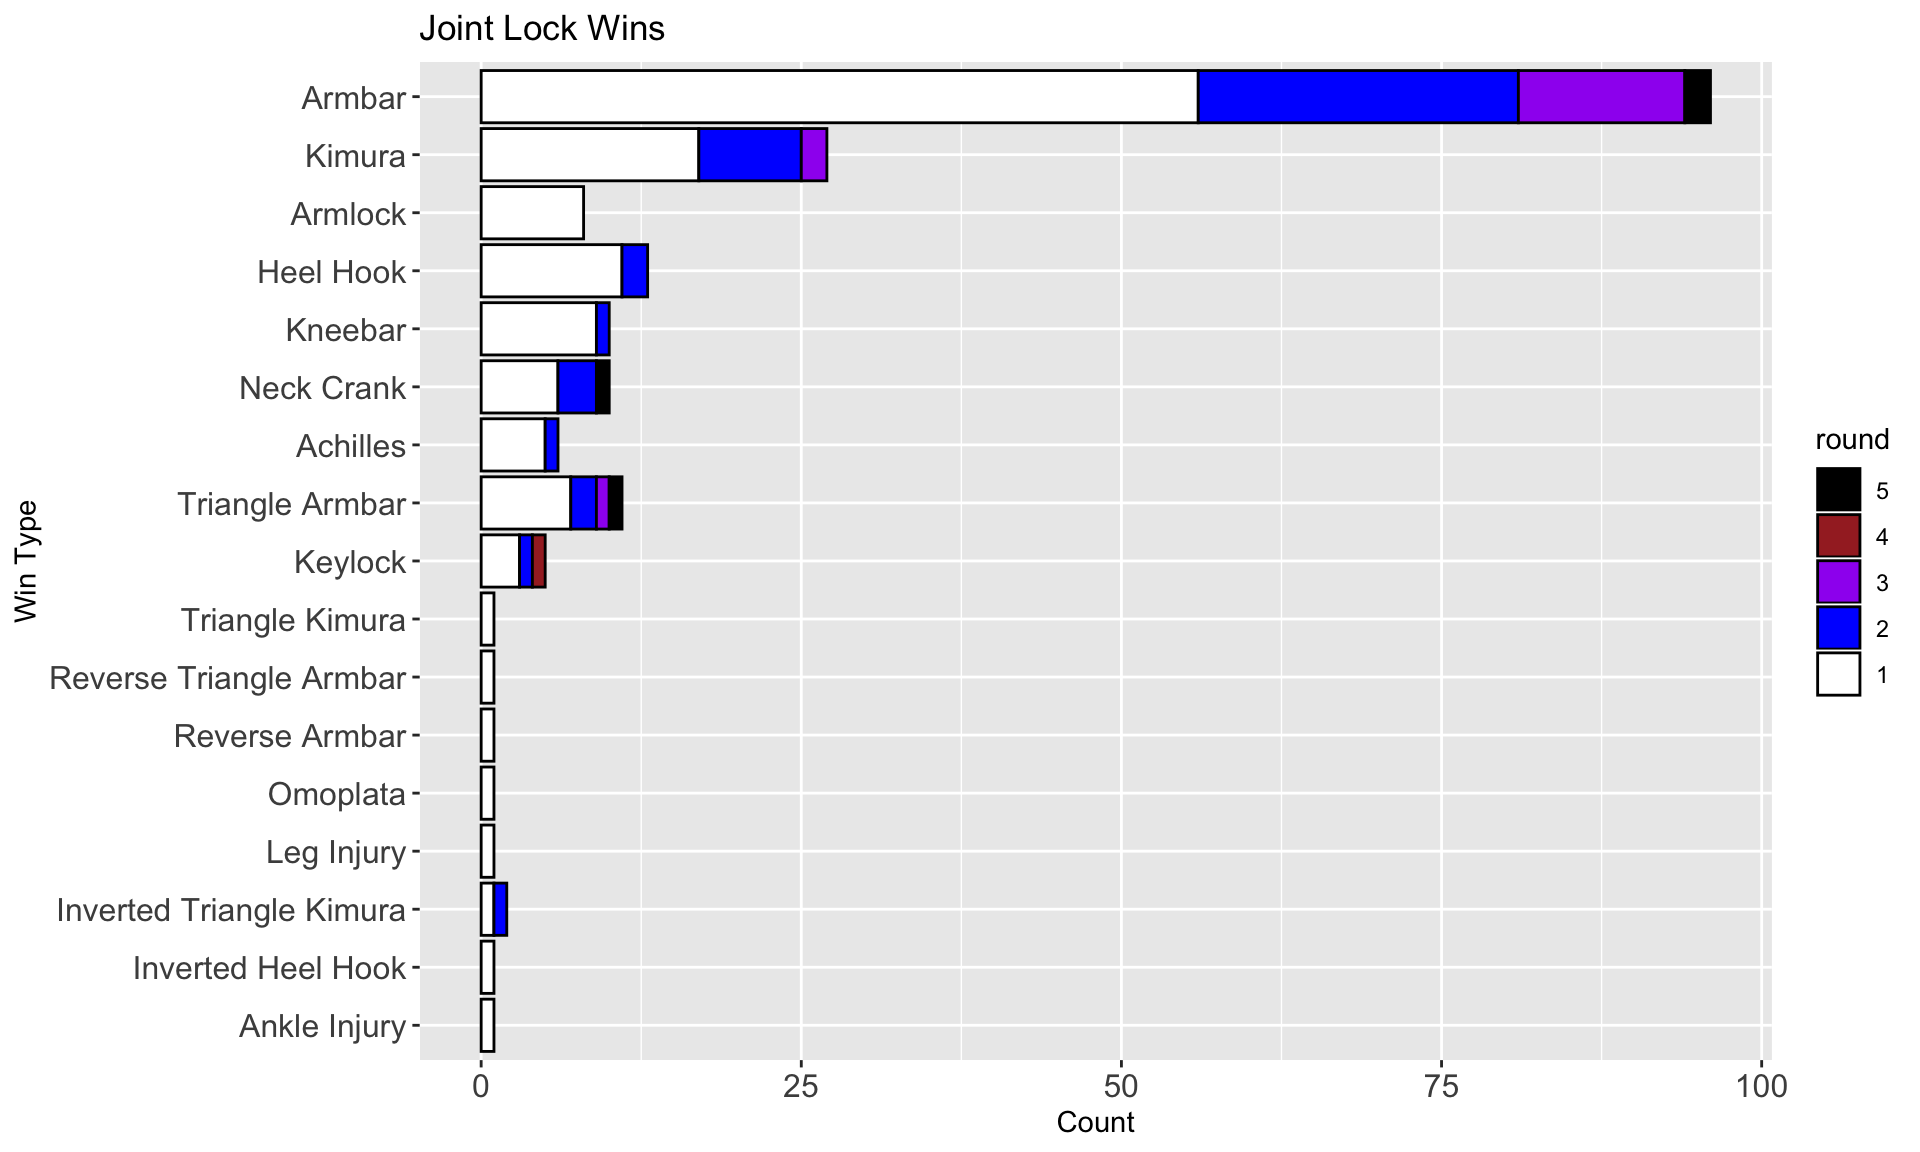 Joint Lock Wins
Win Type
Armbar
Kimura
Armlock
Heel Hook
Kneebar
Neck Crank
Achilles
Triangle Armbar
Keylock
Triangle Kimura
Reverse Triangle Armbar
Reverse Armbar
Omoplata
Leg Injury
Inverted Triangle Kimura
Inverted Heel Hook
Ankle Injury
0 25 50 75 100
Count
round
5
4
3
2
1